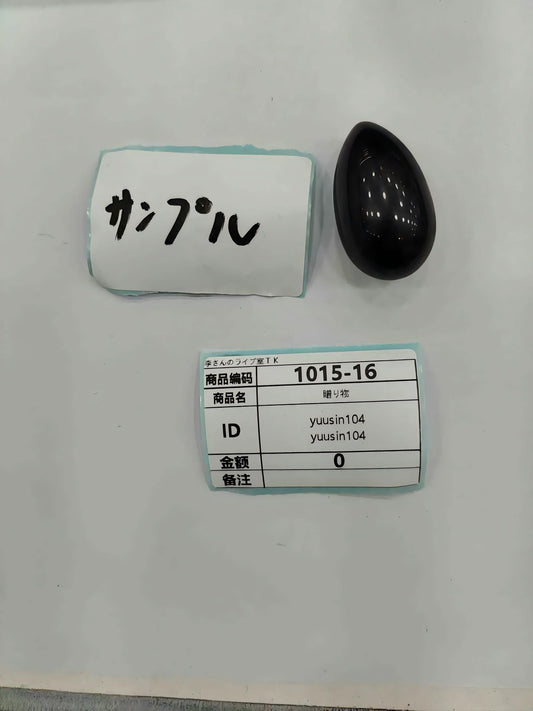 サンプル
李さんのライブ室TK
商品编码 1015-16
商品名 贈り物
ID yuusin104
yuusin104
金额 0
备注